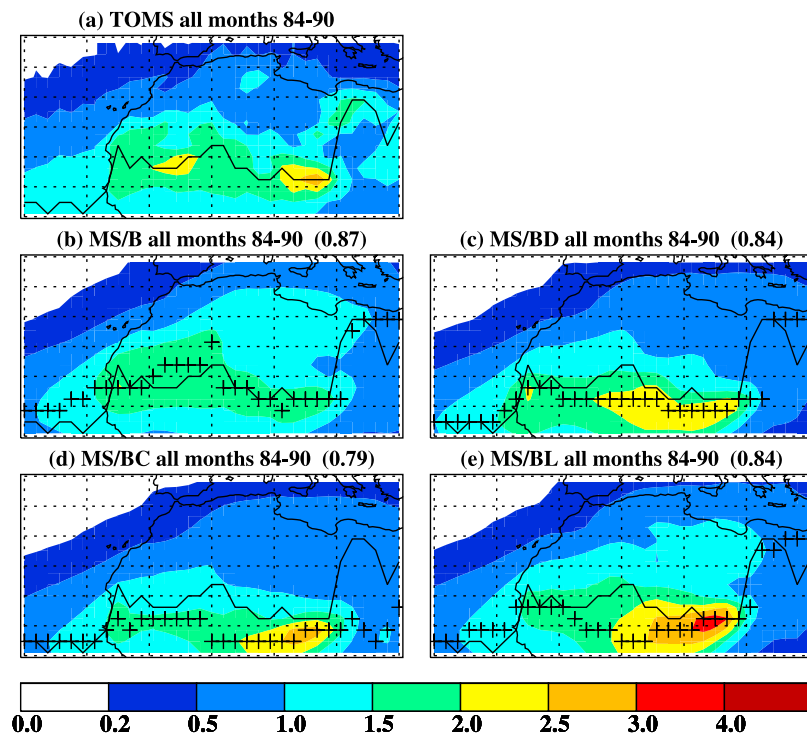 (a) TOMS all months 84-90
(b) MS/B all months 84-90 (0.87)
(c) MS/BD all months 84-90 (0.84)
(d) MS/BC all months 84-90 (0.79)
(e) MS/BL all months 84-90 (0.84)
0.0 0.2 0.5 1.0 1.5 2.0 2.5 3.0 4.0